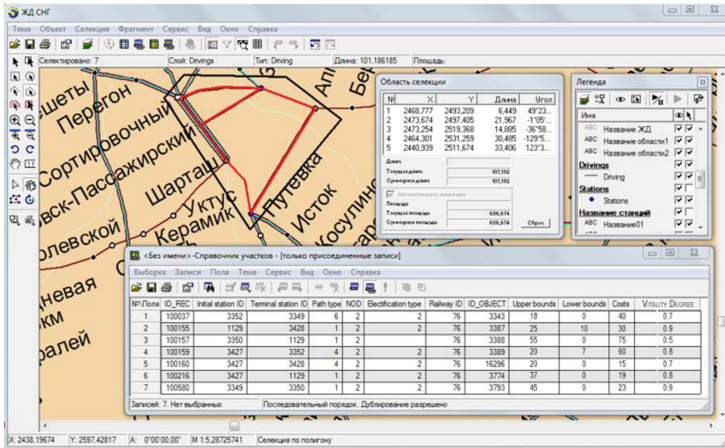 ЖД СНГ
Тема Объект Селекция Фрагмент Сервис Вид Окно Справка
Селектировано: 7 Слой: Drivings Тип: Driving Длина: 101,186185 Площадь:
Область селекции
N X Y Длина Угол
1 2468,777 2493,209 6,449 49°23...
2 2473,674 2497,405 21,967 -1°05'...
3 2473,254 2519,368 14,885 -36°58...
4 2464,301 2531,259 30,405 -129°5...
5 2440,939 2511,674 33,406 123°3...
Длина
Текущая длина 107,192
Суммарная длина 107,192
Площадь
Текущая площадь 686,674
Суммарная площадь 686,674
Сброс
Легенда
Имя
ABC Название ЖД
ABC Название области1
ABC Название области2
Drivings
Driving
Stations
Stations
Название станций
ABC Название01
Перегон
Сортировочный
Шарташ
Уктус
Керамик
Путевка
Исток
Косулино
<Без имени>-Справочник участков - [только присоединенные записи]
Выборка Записи Поля Тема Сервис Вид Окно Справка
N*\Поля ID_REC Initial station ID Terminal station ID Path type NOD Electification type Railway ID ID_OBJECT Upper bounds Lower bounds Costs Vitality Degree
1 100037 3352 3349 6 2 76 3343 18 0 40 0.7
2 100155 1129 3428 1 2 2 76 3387 25 10 30 0.9
3 100157 3350 1129 1 2 76 3388 55 0 75 0.5
4 100159 3427 3352 4 2 2 76 3389 20 7 60 0.8
5 100160 3427 3428 4 2 2 76 16296 20 0 15 0.7
6 100216 3427 1129 1 2 2 76 3774 37 0 19 0.8
7 100580 3349 3350 1 2 76 3793 45 0 23 0.9
Записей: 7. Нет выбранных Последовательный порядок. Дублирование разрешено
X: 2438,19674 Y: 2597.42817 A: 0°00'00,00" M 1:5,28725741 Селекция по полигону